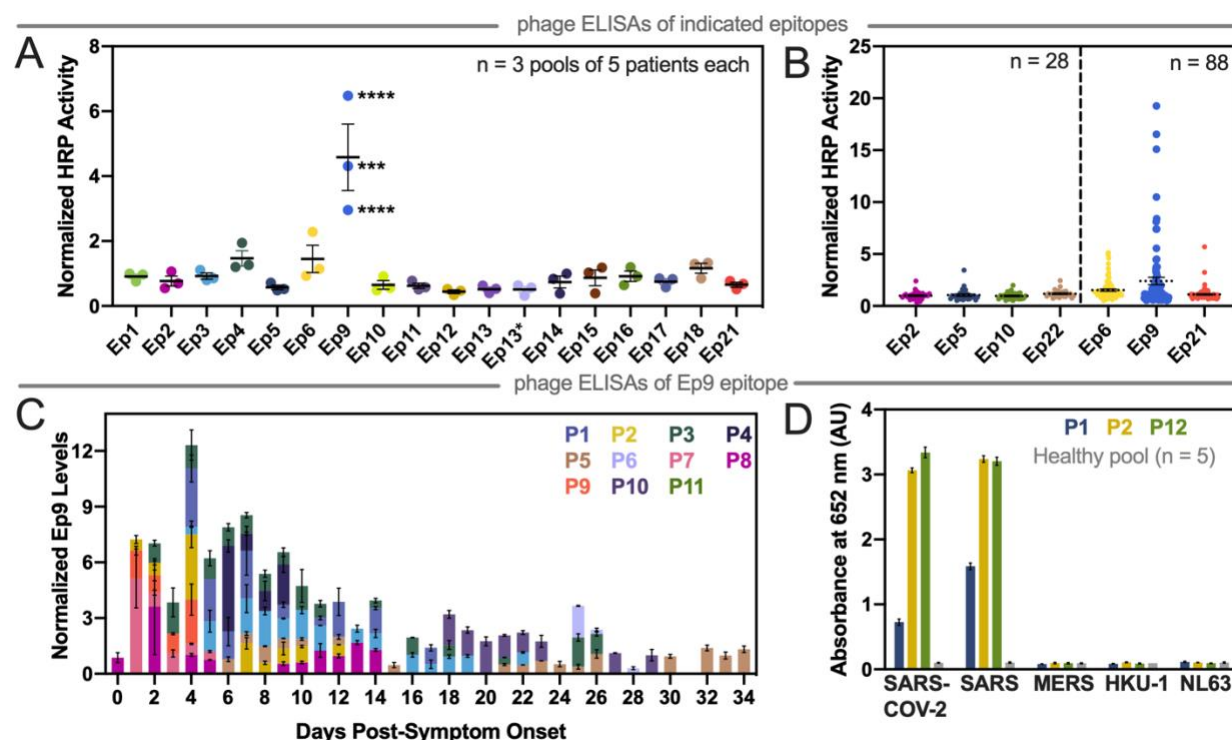 phage ELISAs of indicated epitopes
A
Normalized HRP Activity
8
6
4
2
0
n = 3 pools of 5 patients each
****
***
****
Ep1 Ep2 Ep3 Ep4 Ep5 Ep6 Ep9 Ep10 Ep11 Ep12 Ep13 Ep13* Ep14 Ep15 Ep16 Ep17 Ep18 Ep21
B
Normalized HRP Activity
25
20
15
10
5
0
n = 28 n = 88
Ep2 Ep5 Ep10 Ep22 Ep6 Ep9 Ep21
phage ELISAs of Ep9 epitope
C
Normalized Ep9 Levels
12
9
6
3
0
P1 P2 P3 P4
P5 P6 P7 P8
P9 P10 P11
0 2 4 6 8 10 12 14 16 18 20 22 24 26 28 30 32 34
Days Post-Symptom Onset
D
Absorbance at 652 nm (AU)
4
3
2
1
0
P1 P2 P12
Healthy pool (n = 5)
SARS- SARS MERS HKU-1 NL63
COV-2